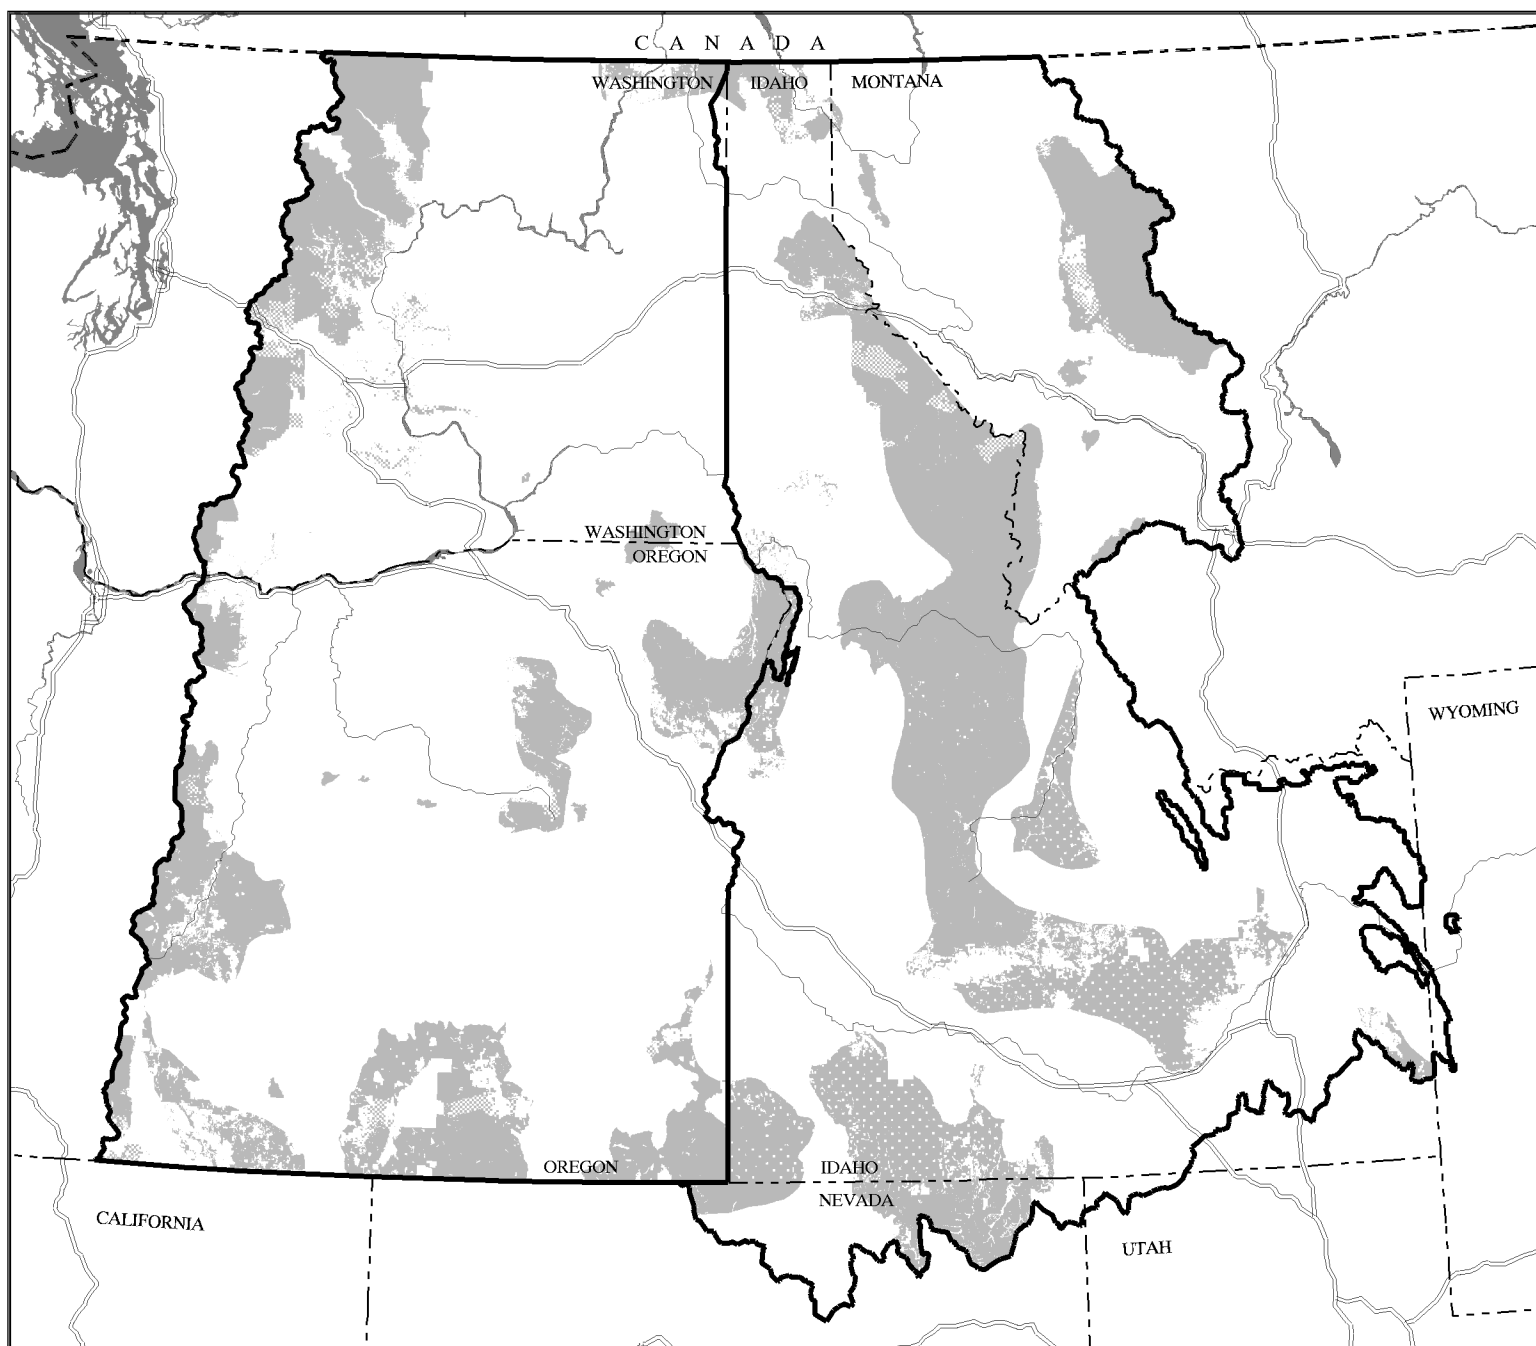 C A N A D A
WASHINGTON
IDAHO
MONTANA
WASHINGTON
OREGON
WYOMING
OREGON
IDAHO
NEVADA
CALIFORNIA
UTAH